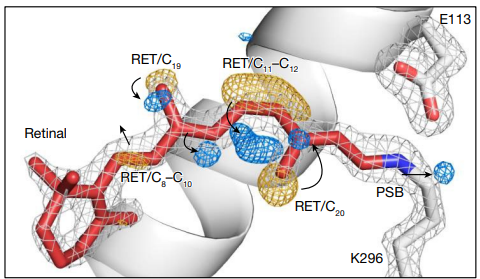 E113
RET/C₁₉
RET/C₁₁–C₁₂
Retinal
RET/C₈–C₁₀
PSB
RET/C₂₀
K296